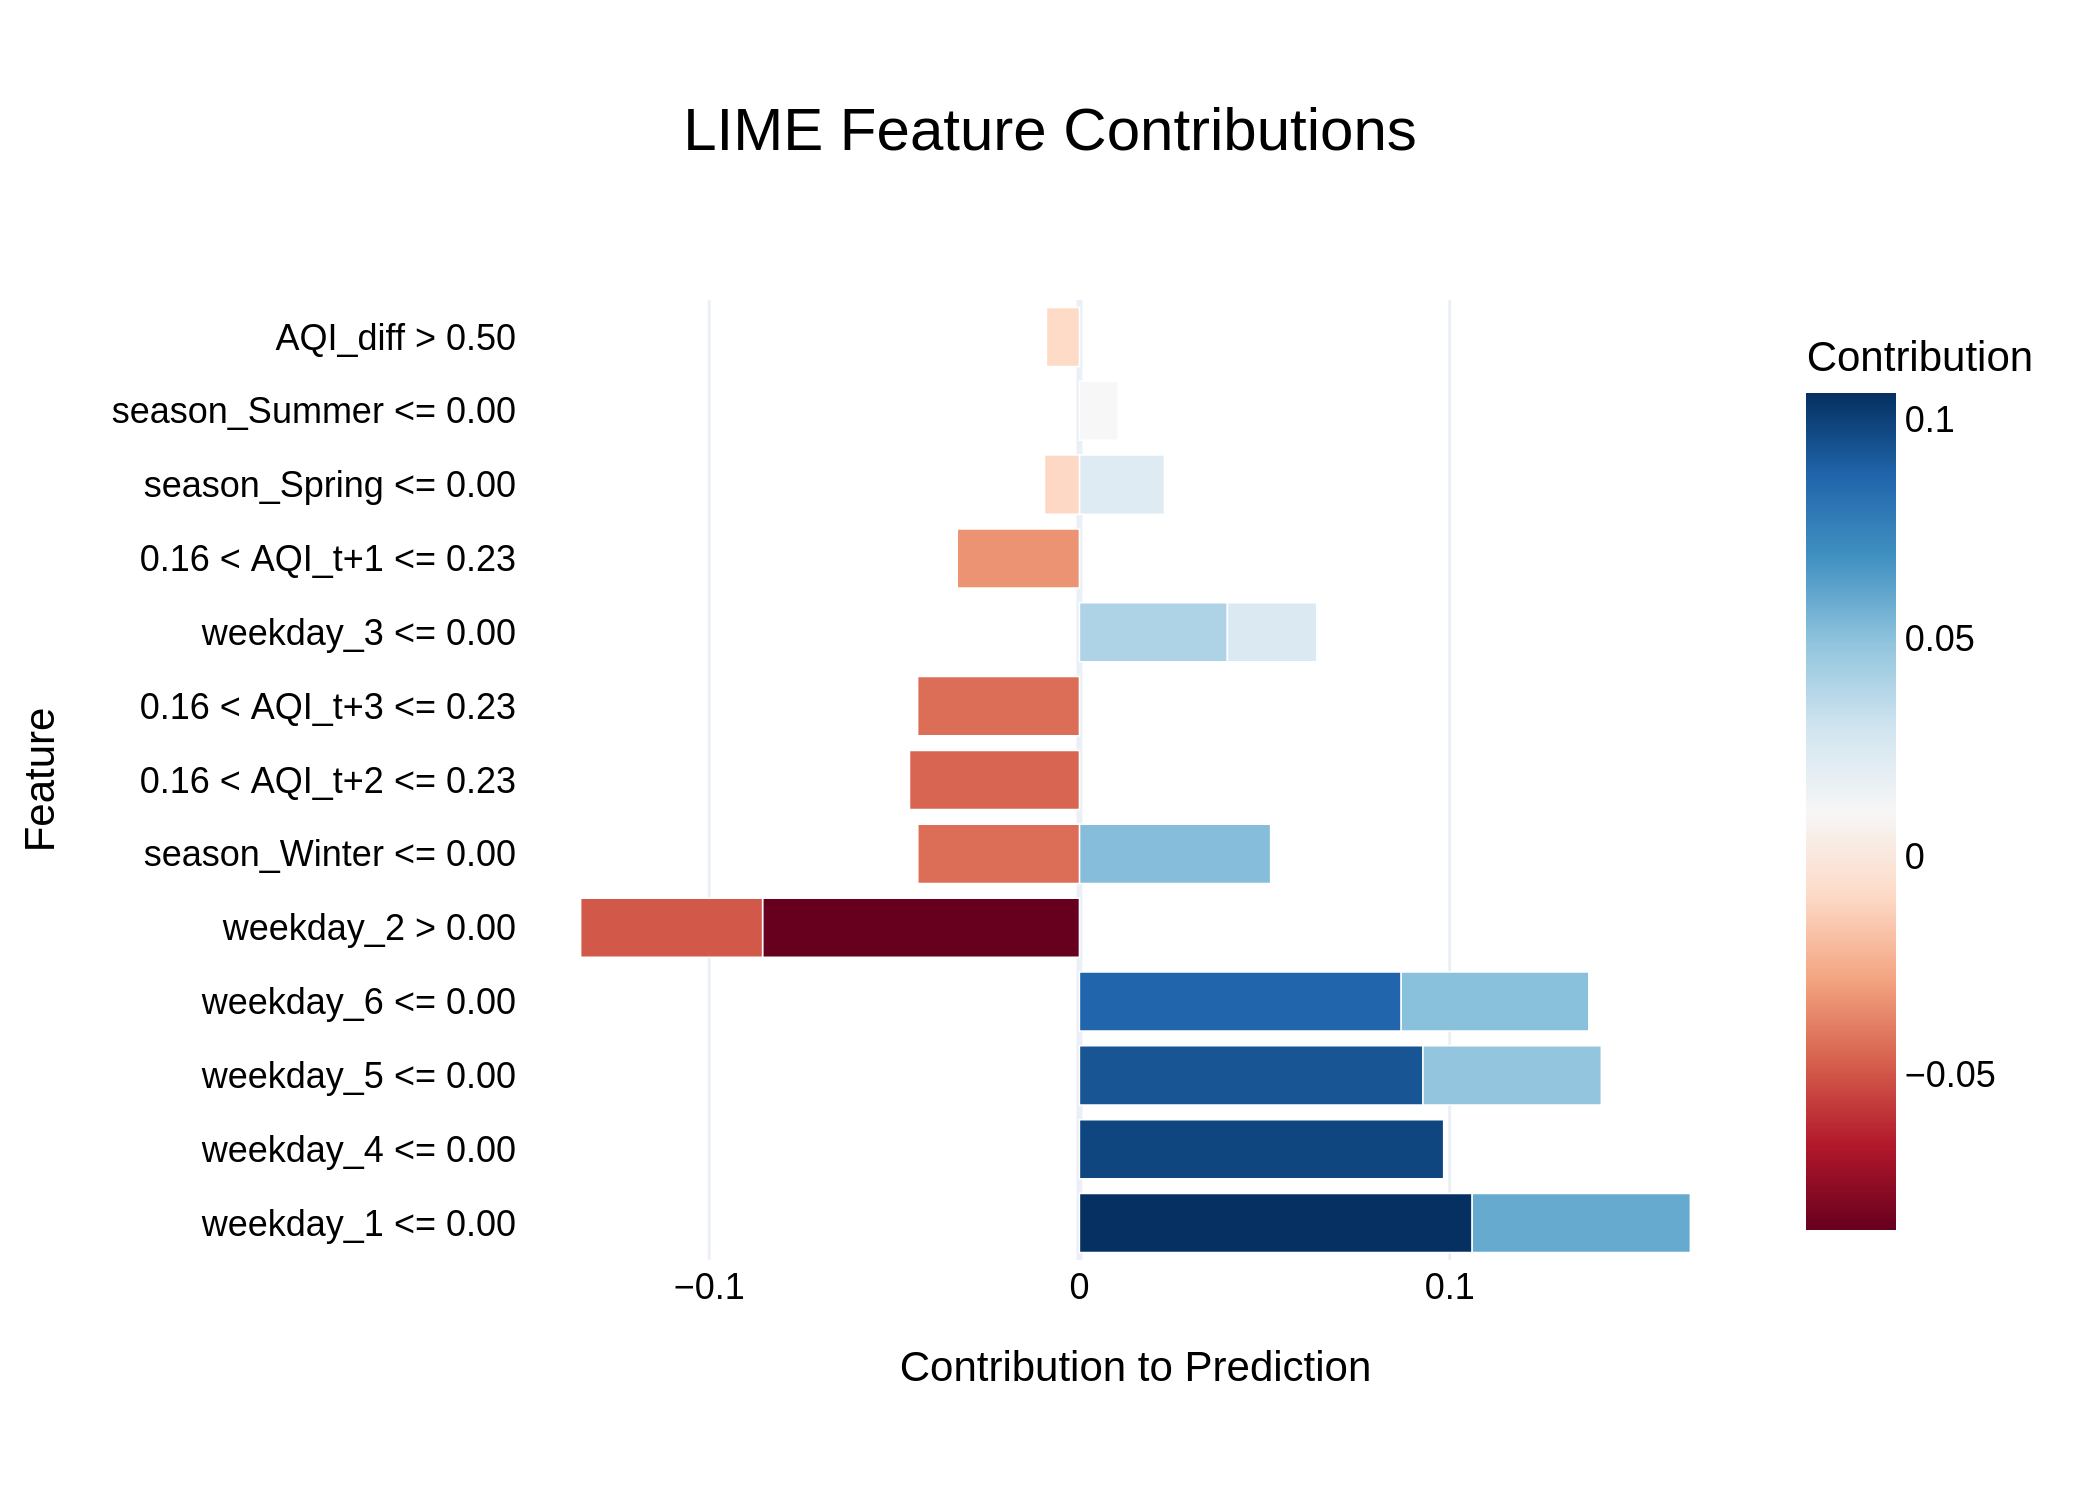 LIME Feature Contributions
AQI_diff > 0.50
season_Summer <= 0.00
season_Spring <= 0.00
0.16 < AQI_t+1 <= 0.23
weekday_3 <= 0.00
0.16 < AQI_t+3 <= 0.23
0.16 < AQI_t+2 <= 0.23
season_Winter <= 0.00
weekday_2 > 0.00
weekday_6 <= 0.00
weekday_5 <= 0.00
weekday_4 <= 0.00
weekday_1 <= 0.00
Feature
−0.1
0
0.1
Contribution to Prediction
Contribution
0.1
0.05
0
−0.05